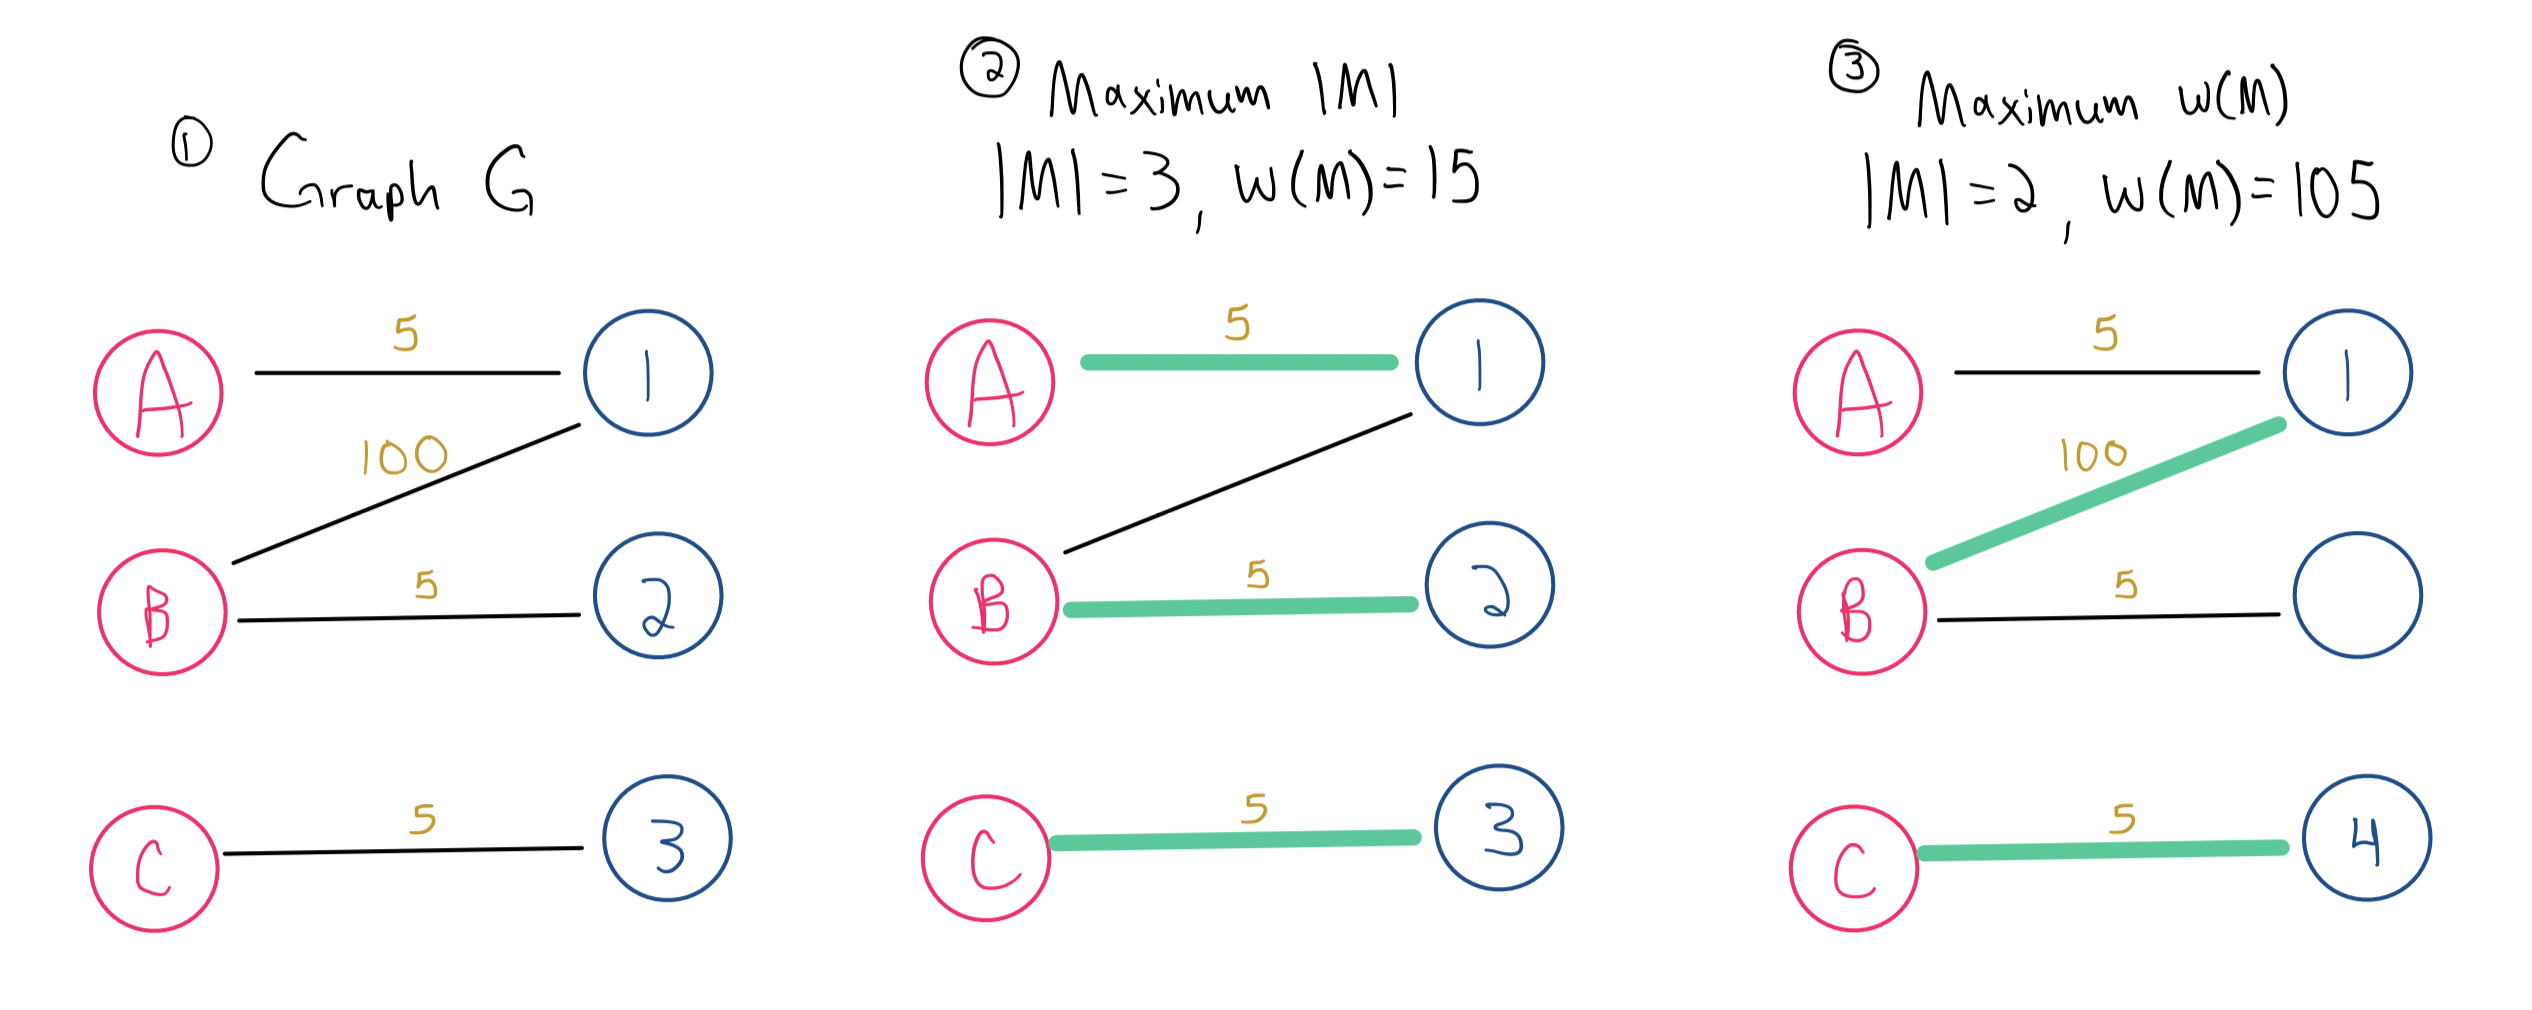 ① Graph G
A 5 1
100
B 5 2
C 5 3
② Maximum |M|
|M|=3, w(M)=15
A 5 1
B 5 2
C 5 3
③ Maximum w(M)
|M|=2, w(M)=105
A 5 1
100
B 5
C 5 4